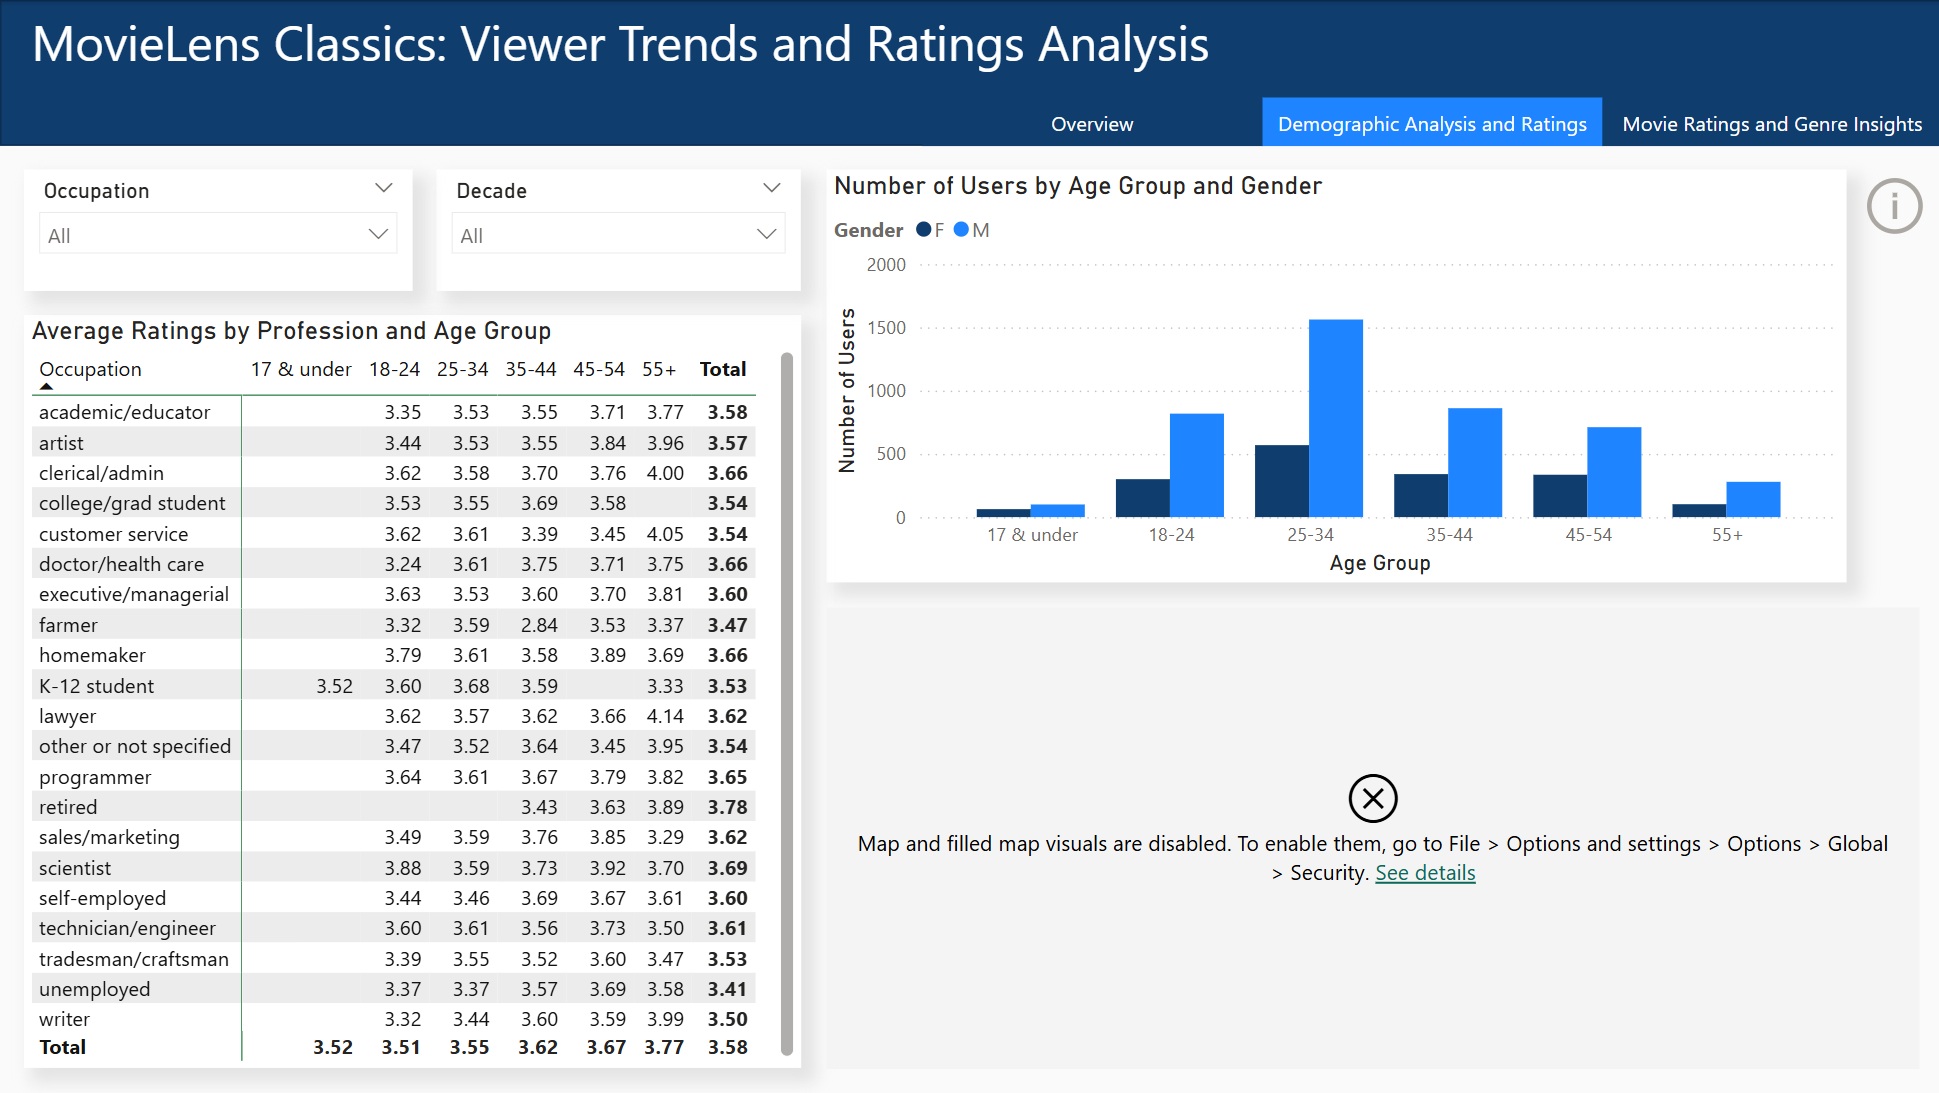 MovieLens Classics: Viewer Trends and Ratings Analysis
Overview
Demographic Analysis and Ratings
Movie Ratings and Genre Insights
Occupation
All
Decade
All
Average Ratings by Profession and Age Group
Occupation 17 & under 18-24 25-34 35-44 45-54 55+ Total
academic/educator 3.35 3.53 3.55 3.71 3.77 3.58
artist 3.44 3.53 3.55 3.84 3.96 3.57
clerical/admin 3.62 3.58 3.70 3.76 4.00 3.66
college/grad student 3.53 3.55 3.69 3.58 3.54
customer service 3.62 3.61 3.39 3.45 4.05 3.54
doctor/health care 3.24 3.61 3.75 3.71 3.75 3.66
executive/managerial 3.63 3.53 3.60 3.70 3.81 3.60
farmer 3.32 3.59 2.84 3.53 3.37 3.47
homemaker 3.79 3.61 3.58 3.89 3.69 3.66
K-12 student 3.52 3.60 3.68 3.59 3.33 3.53
lawyer 3.62 3.57 3.62 3.66 4.14 3.62
other or not specified 3.47 3.52 3.64 3.45 3.95 3.54
programmer 3.64 3.61 3.67 3.79 3.82 3.65
retired 3.43 3.63 3.89 3.78
sales/marketing 3.49 3.59 3.76 3.85 3.29 3.62
scientist 3.88 3.59 3.73 3.92 3.70 3.69
self-employed 3.44 3.46 3.69 3.67 3.61 3.60
technician/engineer 3.60 3.61 3.56 3.73 3.50 3.61
tradesman/craftsman 3.39 3.55 3.52 3.60 3.47 3.53
unemployed 3.37 3.37 3.57 3.69 3.58 3.41
writer 3.32 3.44 3.60 3.59 3.99 3.50
Total 3.52 3.51 3.55 3.62 3.67 3.77 3.58
Number of Users by Age Group and Gender
Gender F M
Number of Users
2000
1500
1000
500
0
17 & under 18-24 25-34 35-44 45-54 55+
Age Group
i
Map and filled map visuals are disabled. To enable them, go to File > Options and settings > Options > Global
> Security. See details